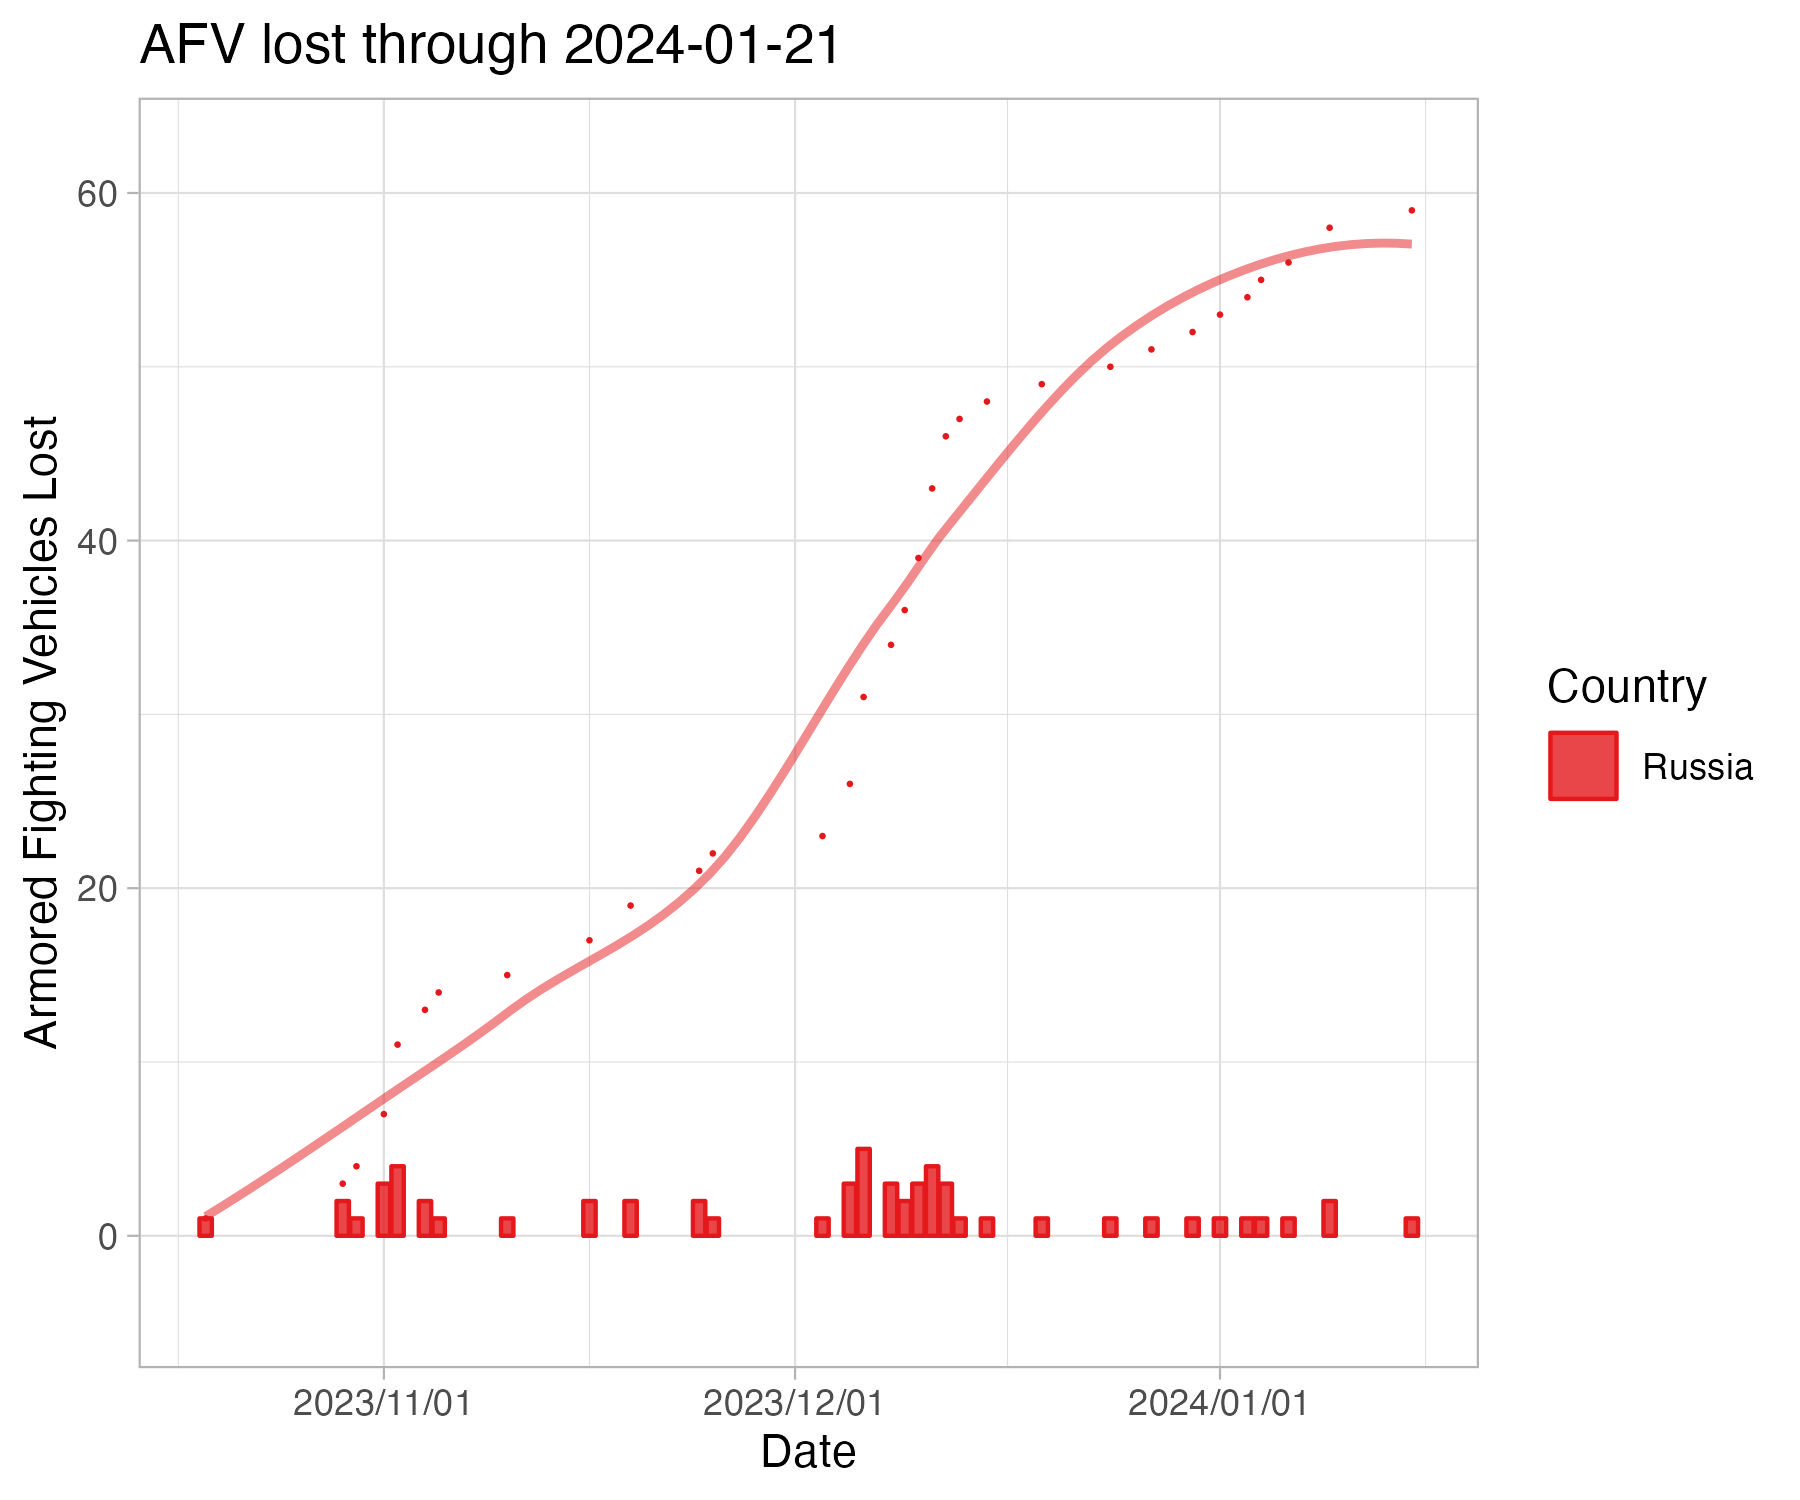 AFV lost through 2024-01-21
Armored Fighting Vehicles Lost
60
40
20
0
2023/11/01
2023/12/01
2024/01/01
Date
Country
Russia